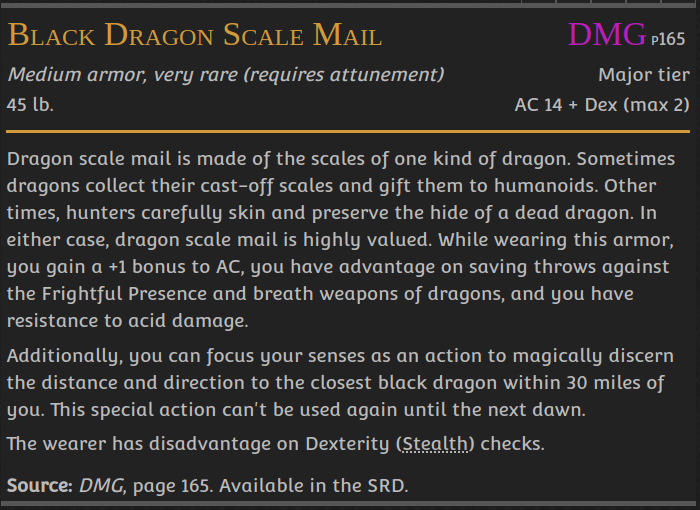 Black Dragon Scale Mail DMG P165
Medium armor, very rare (requires attunement) Major tier
45 lb. AC 14 + Dex (max 2)
Dragon scale mail is made of the scales of one kind of dragon. Sometimes
dragons collect their cast-off scales and gift them to humanoids. Other
times, hunters carefully skin and preserve the hide of a dead dragon. In
either case, dragon scale mail is highly valued. While wearing this armor,
you gain a +1 bonus to AC, you have advantage on saving throws against
the Frightful Presence and breath weapons of dragons, and you have
resistance to acid damage.
Additionally, you can focus your senses as an action to magically discern
the distance and direction to the closest black dragon within 30 miles of
you. This special action can't be used again until the next dawn.
The wearer has disadvantage on Dexterity (Stealth) checks.
Source: DMG, page 165. Available in the SRD.